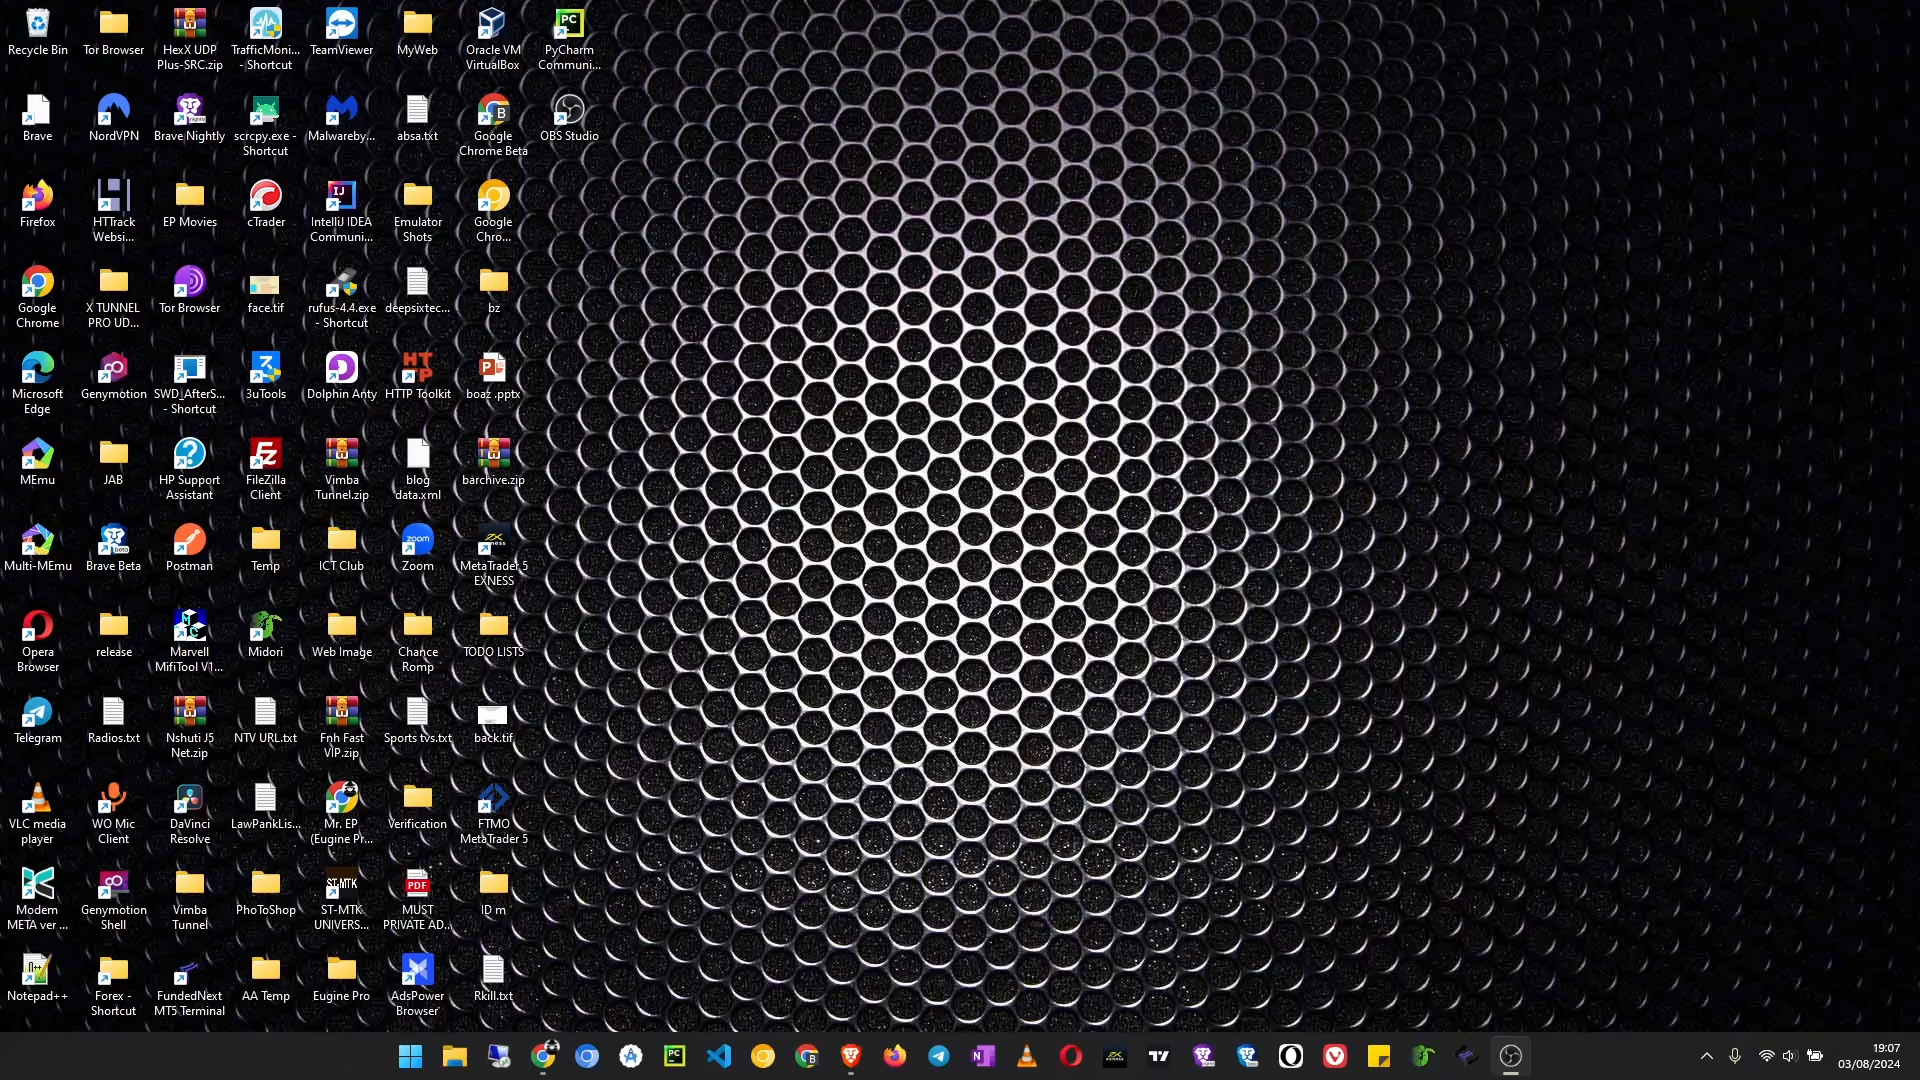 Recycle Bin
Tor Browser
HexX UDP
Plus-SRC.zip
TrafficMoni...
- Shortcut
TeamViewer
MyWeb
Oracle VM
VirtualBox
PyCharm
Communi...
Brave
NordVPN
Brave Nightly
scrcpy.exe -
Shortcut
Malwareby...
absa.txt
Google
Chrome Beta
OBS Studio
Firefox
HTTrack
Websi...
EP Movies
cTrader
IntelliJ IDEA
Communi...
Emulator
Shots
Google
Chro...
Google
Chrome
X TUNNEL
PRO UD...
Tor Browser
face.tif
rufus-4.4.exe
- Shortcut
deepsixtec...
bz
Microsoft
Edge
Genymotion
SWD_AfterS...
- Shortcut
3uTools
Dolphin Anty
HTTP Toolkit
boaz .pptx
MEmu
JAB
HP Support
Assistant
FileZilla
Client
Vimba
Tunnel.zip
blog
data.xml
barchive.zip
Multi-MEmu
Brave Beta
Postman
Temp
ICT Club
Zoom
MetaTrader 5
EXNESS
Opera
Browser
release
Marvell
MifiTool V1...
Midori
Web Image
Chance
Romp
TODO LISTS
Telegram
Radios.txt
Nshuti J5
Net.zip
NTV URL.txt
Fnh Fast
VIP.zip
Sports tvs.txt
back.tif
VLC media
player
WO Mic
Client
DaVinci
Resolve
LawPankLis...
Mr. EP
(Eugine Pr...
Verification
FTMO
MetaTrader 5
Modem
META ver ...
Genymotion
Shell
Vimba
Tunnel
PhoToShop
ST-MTK
UNIVERS...
MUST
PRIVATE AD...
ID m
Notepad++
Forex -
Shortcut
FundedNext
MT5 Terminal
AA Temp
Eugine Pro
AdsPower
Browser
Rkill.txt
19:07
03/08/2024